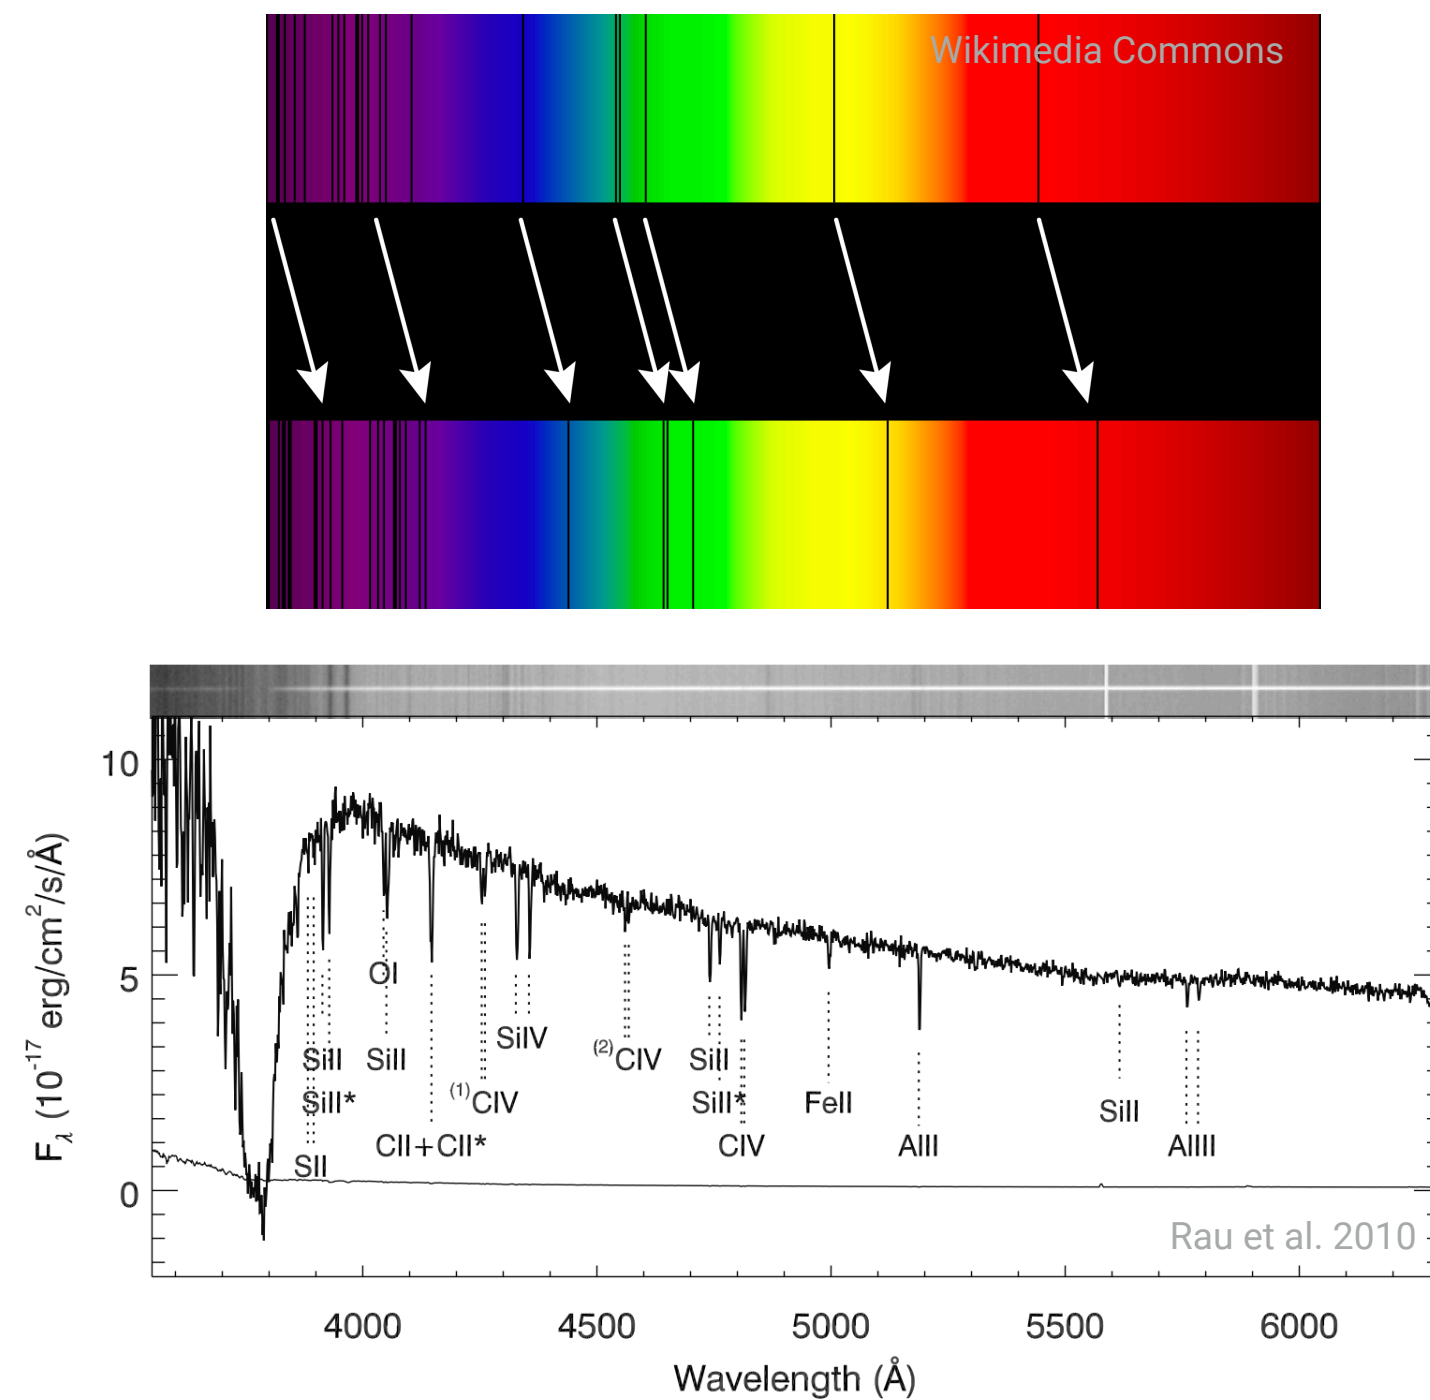 Wikimedia Commons
10
5
0
F_λ (10^-17 erg/cm^2/s/Å)
OI
SiIV
SiII
SiII
(2)CIV
SiII
SiII*
(1)CIV
SiII*
FeII
SiII
CII+CII*
CIV
AlII
AlIII
SII
Rau et al. 2010
4000
4500
5000
5500
6000
Wavelength (Å)